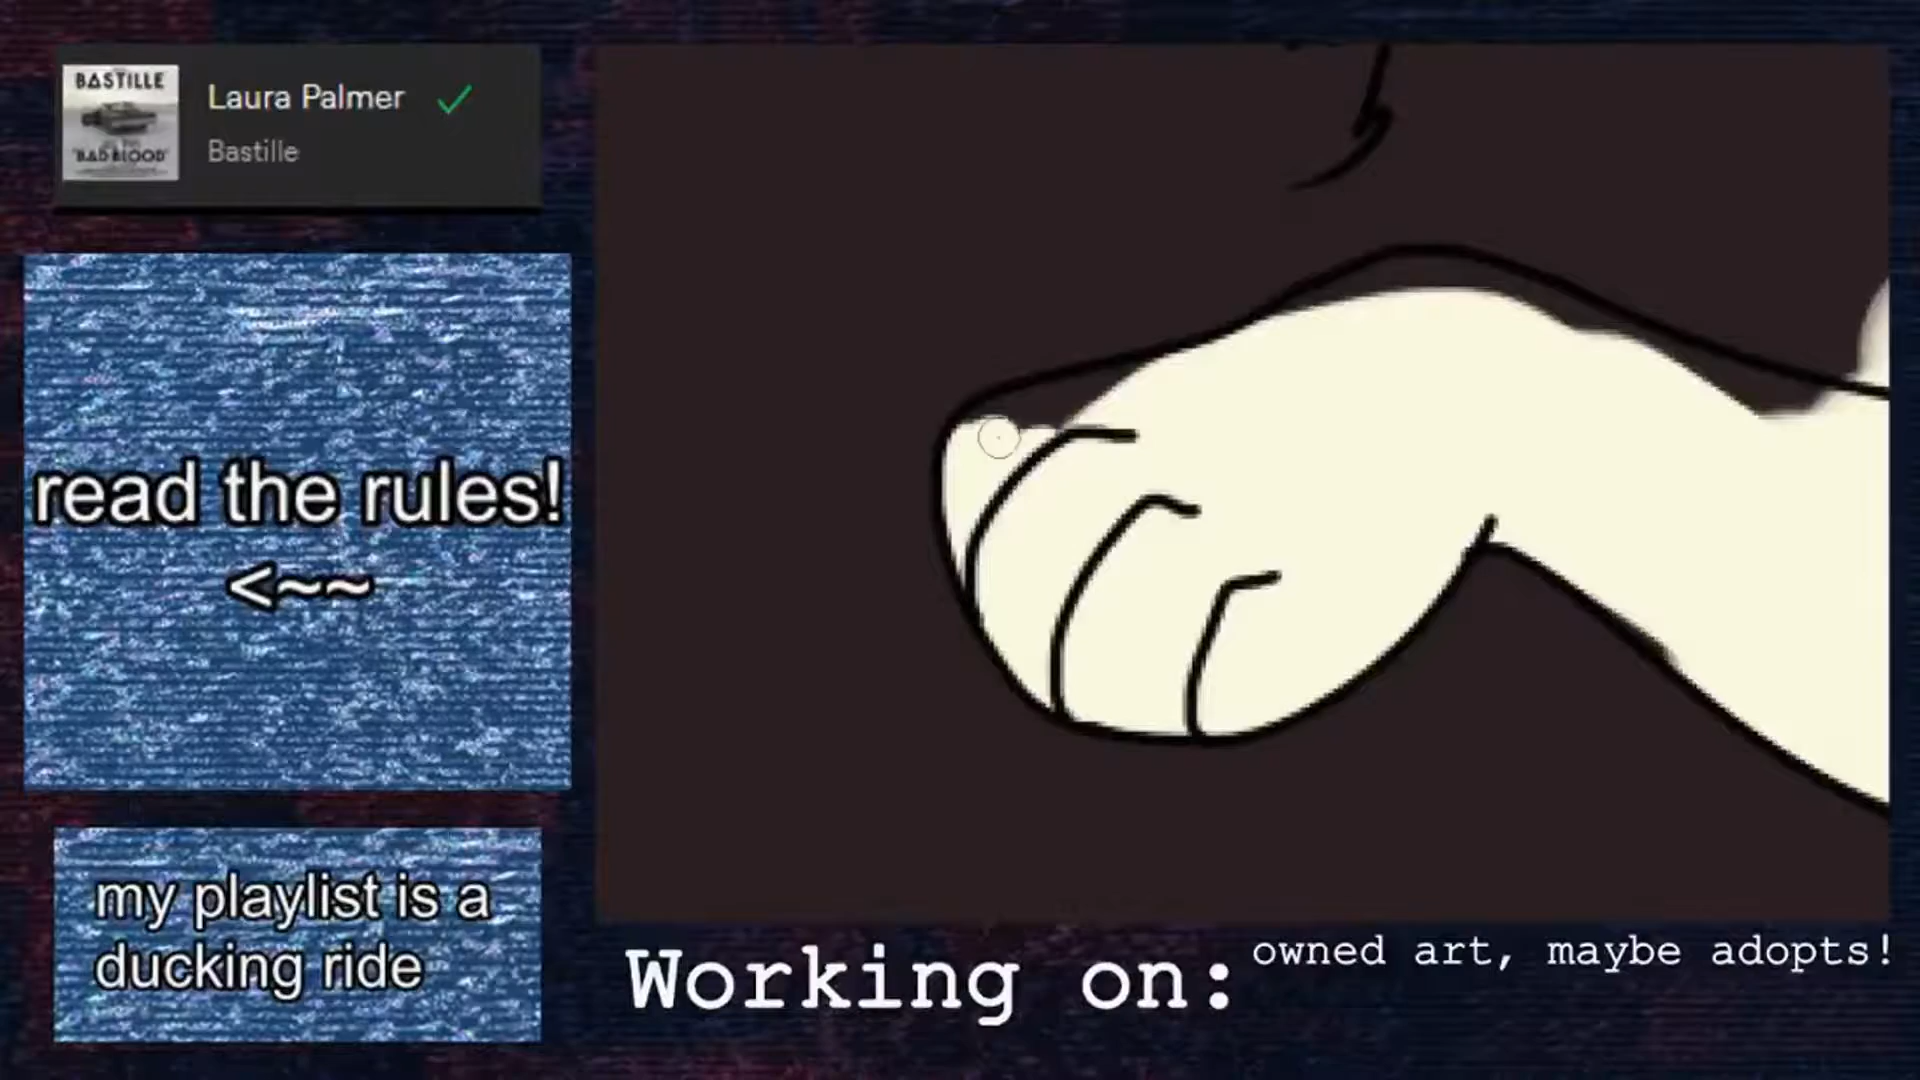 BASTILLE
BAD BLOOD
Laura Palmer
Bastille
read the rules!
<~~
my playlist is a
ducking ride
Working on:
owned art, maybe adopts!